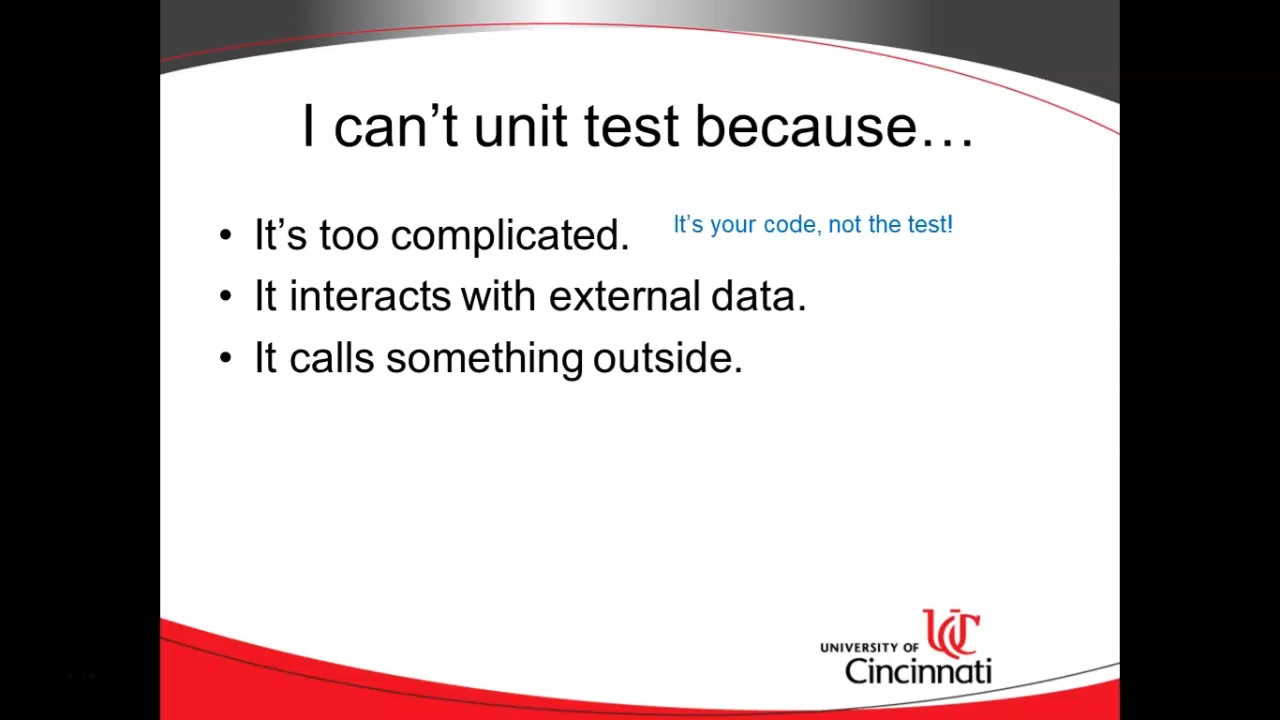 I can’t unit test because…
• It’s too complicated. It’s your code, not the test!
• It interacts with external data.
• It calls something outside.
UC
UNIVERSITY OF
Cincinnati